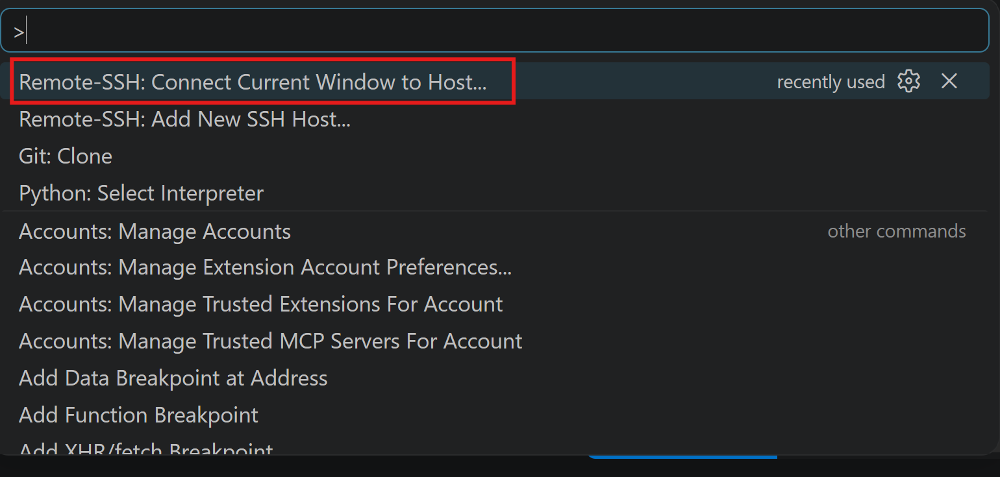 >
Remote-SSH: Connect Current Window to Host...
recently used
Remote-SSH: Add New SSH Host...
Git: Clone
Python: Select Interpreter
Accounts: Manage Accounts
other commands
Accounts: Manage Extension Account Preferences...
Accounts: Manage Trusted Extensions For Account
Accounts: Manage Trusted MCP Servers For Account
Add Data Breakpoint at Address
Add Function Breakpoint
Add XHR/fetch Breakpoint